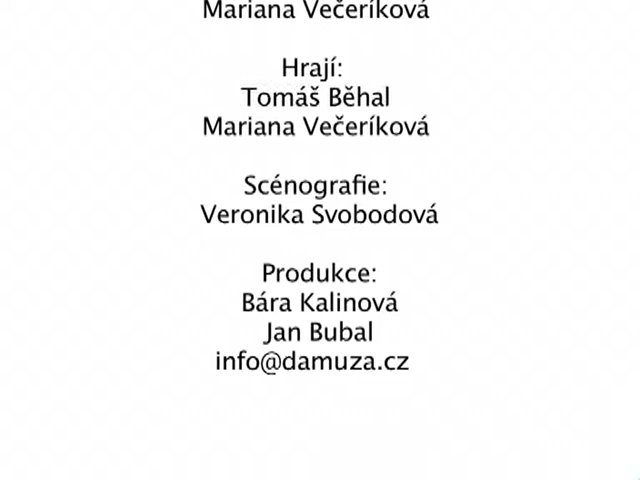 Mariana Večeríková
Hrají:
Tomáš Běhal
Mariana Večeríková
Scénografie:
Veronika Svobodová
Produkce:
Bára Kalinová
Jan Bubal
info@damuza.cz